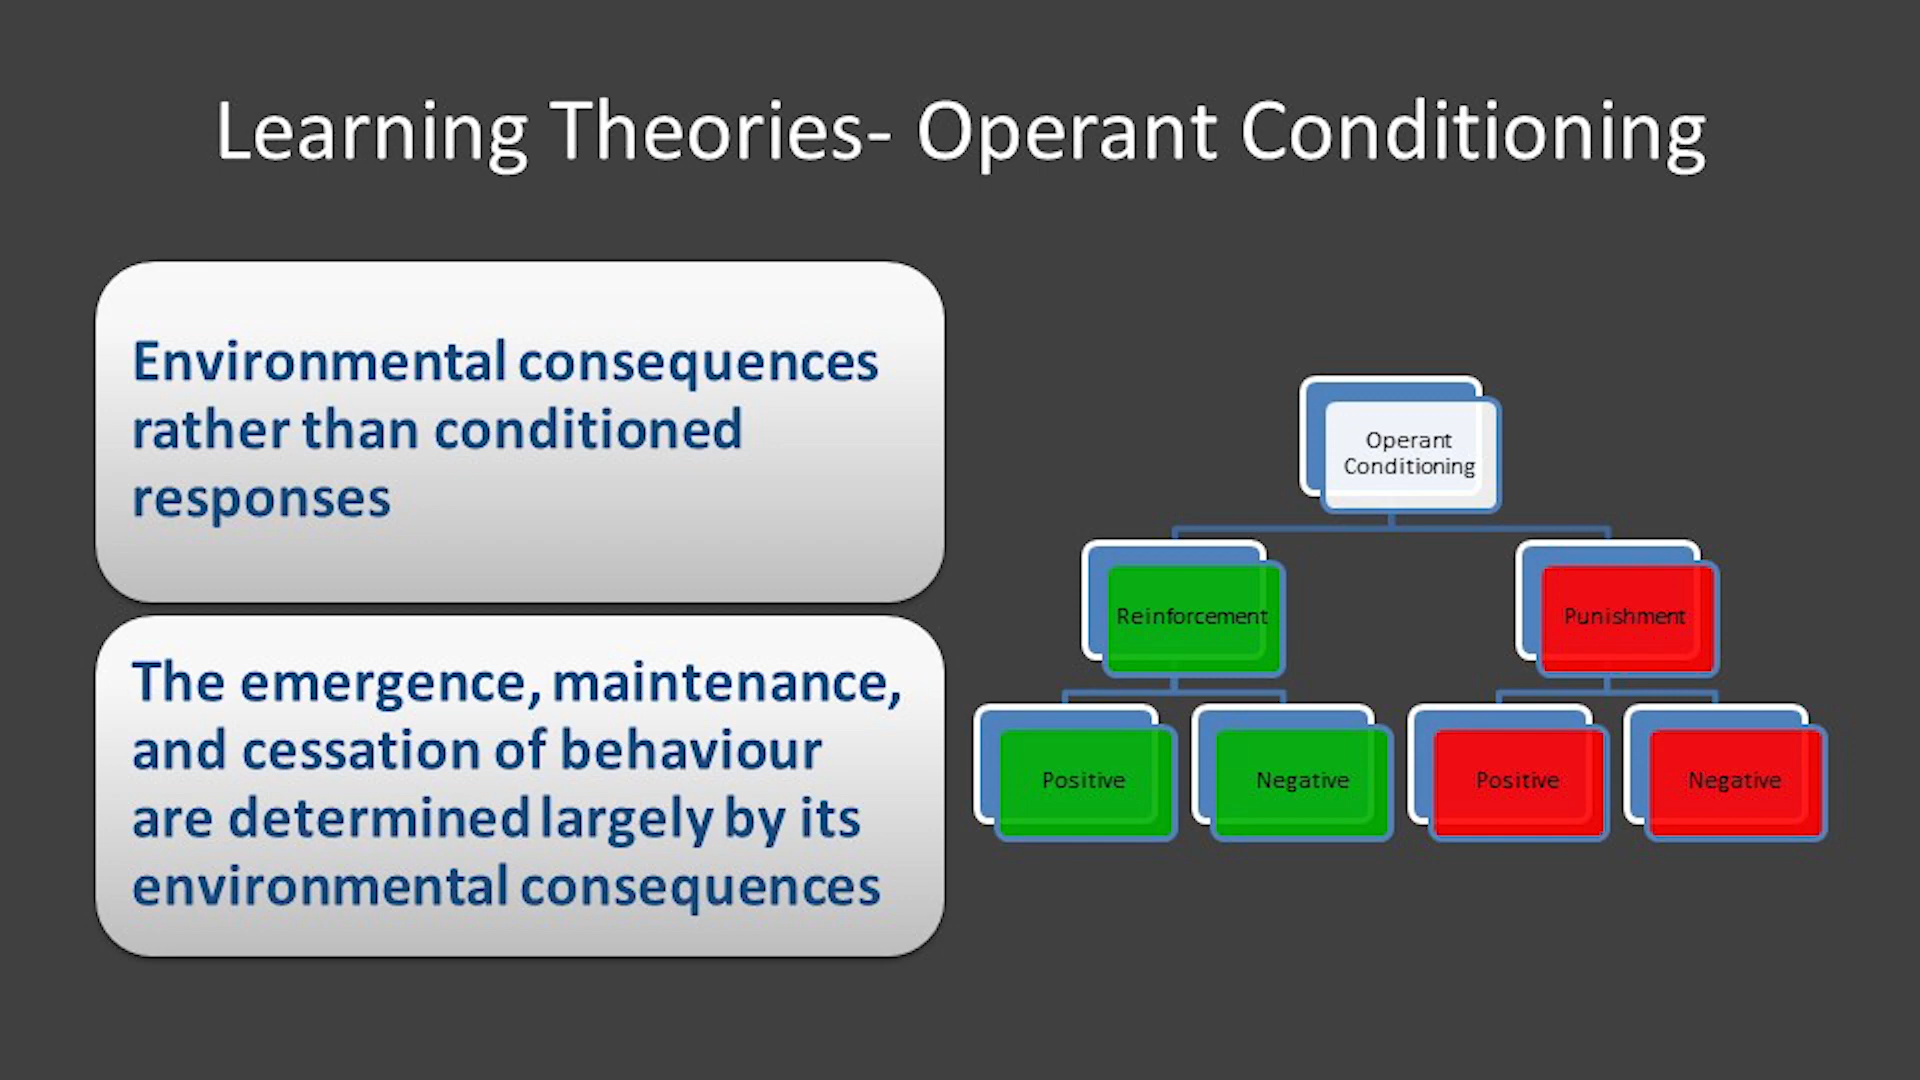 Learning Theories- Operant Conditioning
Environmental consequences
rather than conditioned
responses
The emergence, maintenance,
and cessation of behaviour
are determined largely by its
environmental consequences
Operant
Conditioning
Reinforcement
Punishment
Positive
Negative
Positive
Negative